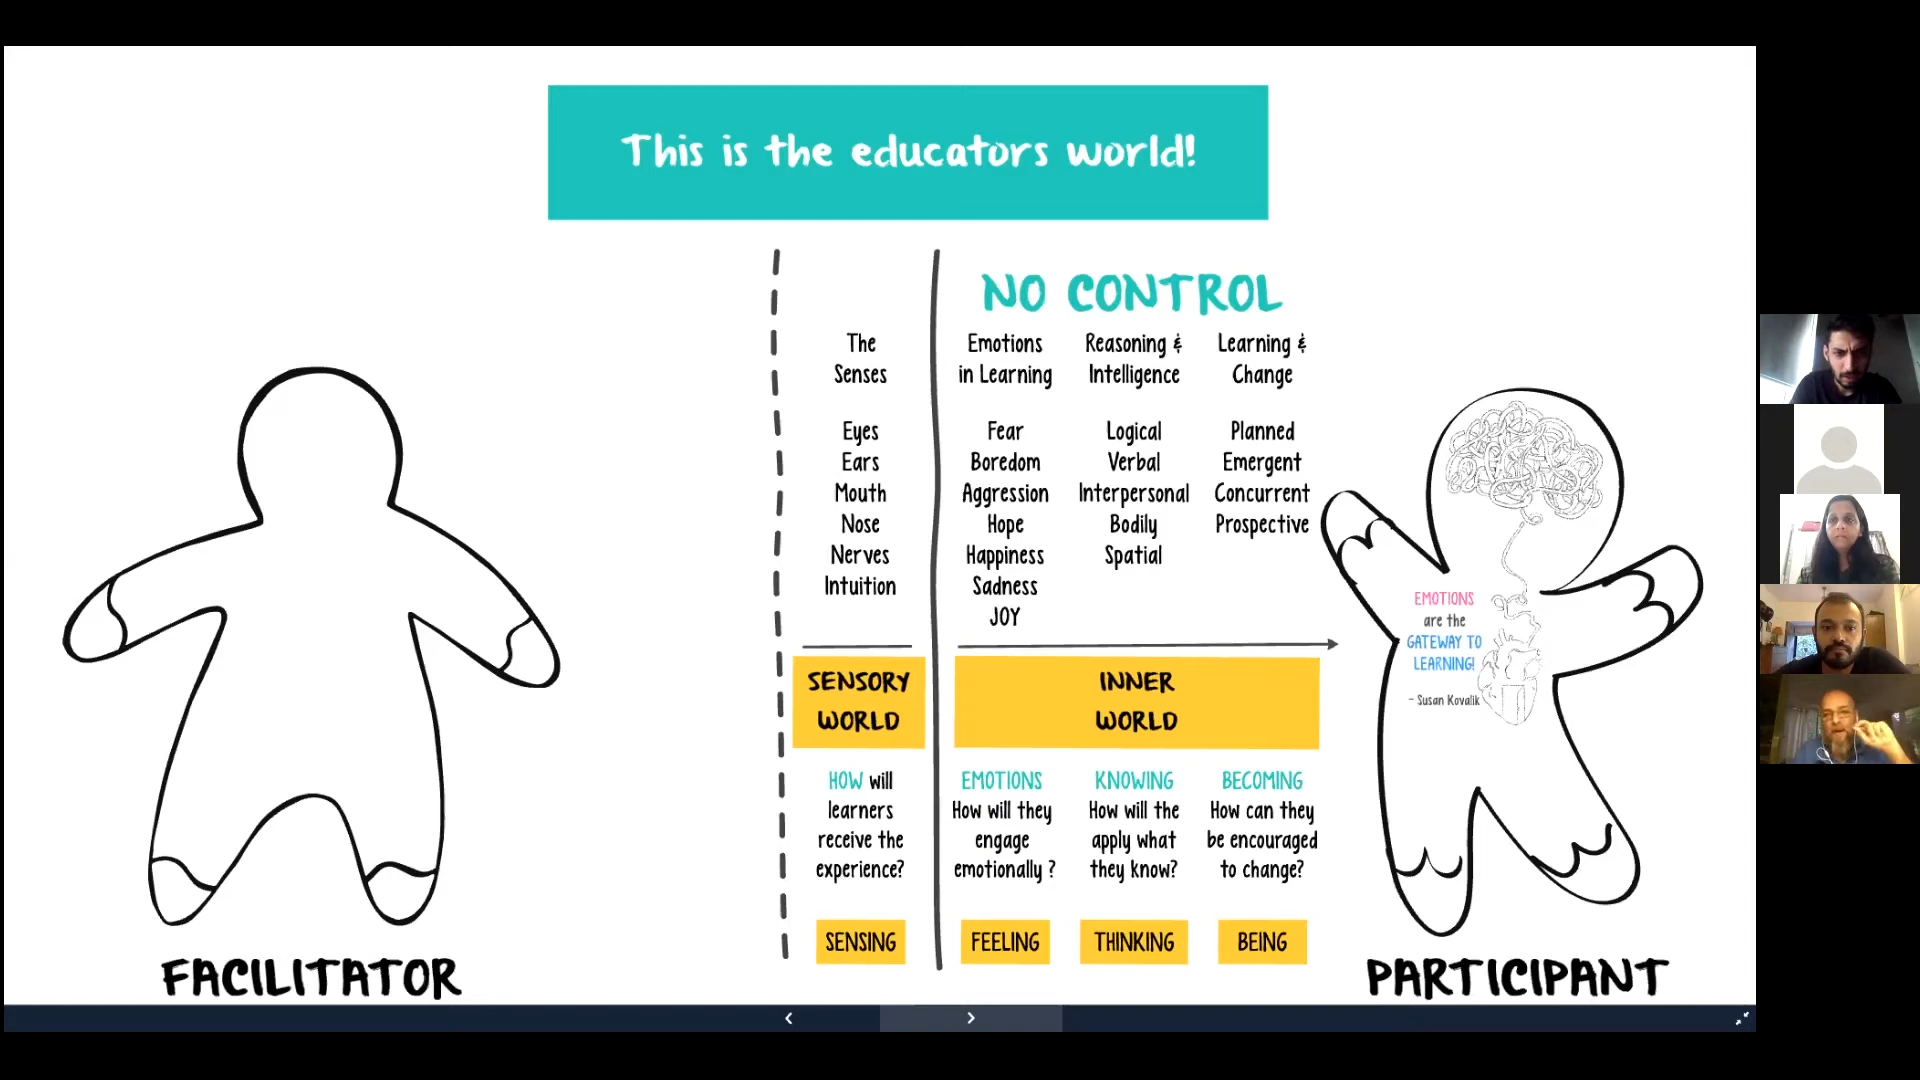 This is the educators world!
NO CONTROL
The
Senses
Eyes
Ears
Mouth
Nose
Nerves
Intuition
Emotions
in Learning
Fear
Boredom
Aggression
Hope
Happiness
Sadness
JOY
Reasoning &
Intelligence
Logical
Verbal
Interpersonal
Bodily
Spatial
Learning &
Change
Planned
Emergent
Concurrent
Prospective
SENSORY
WORLD
INNER
WORLD
HOW will
learners
receive the
experience?
EMOTIONS
How will they
engage
emotionally ?
KNOWING
How will the
apply what
they know?
BECOMING
How can they
be encouraged
to change?
SENSING
FEELING
THINKING
BEING
EMOTIONS
are the
GATEWAY TO
LEARNING!
- Susan Kovalik
FACILITATOR
PARTICIPANT